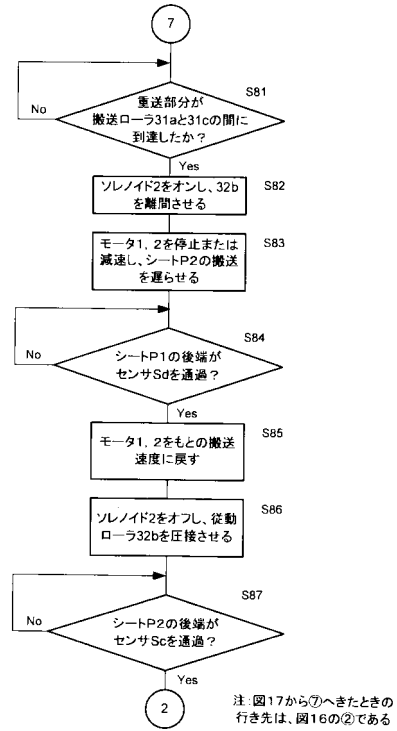 7
S81
重送部分が
搬送ローラ31aと31cの間に
到達したか？
No
Yes
S82
ソレノイド2をオンし、32b
を離間させる
S83
モータ1，2を停止または
減速し、シートP2の搬送
を遅らせる
S84
シートP1の後端が
センサSdを通過？
No
Yes
S85
モータ1，2をもとの搬送
速度に戻す
S86
ソレノイド2をオフし、従動
ローラ32bを圧接させる
S87
シートP2の後端が
センサScを通過？
No
Yes
2
注：図17から⑦へきたときの
行き先は、図16の②である